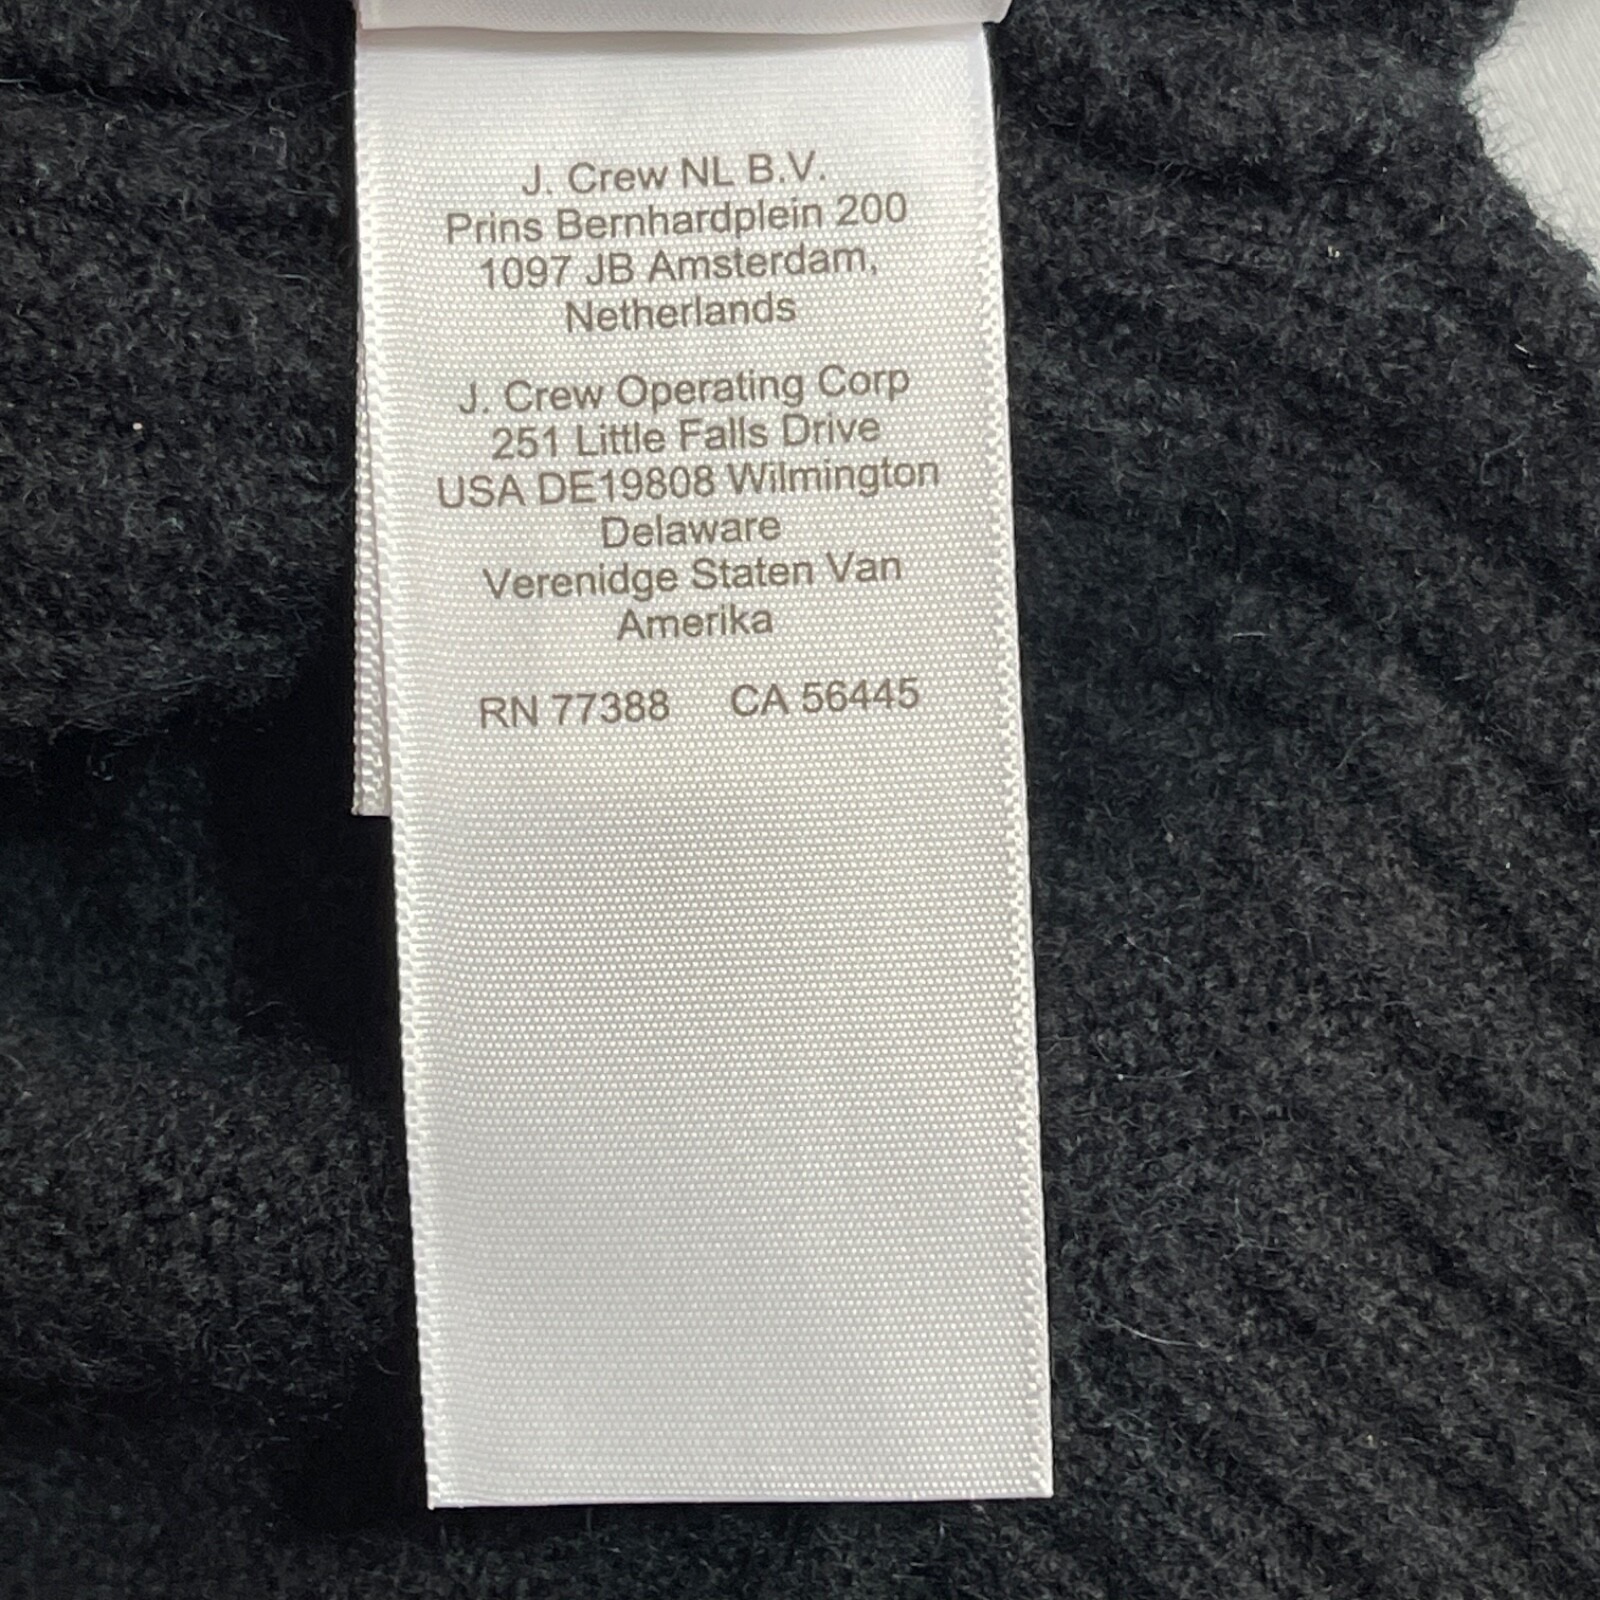 J. Crew NL B.V.
Prins Bernhardplein 200
1097 JB Amsterdam,
Netherlands
J. Crew Operating Corp
251 Little Falls Drive
USA DE19808 Wilmington
Delaware
Verenidge Staten Van
Amerika
RN 77388 CA 56445